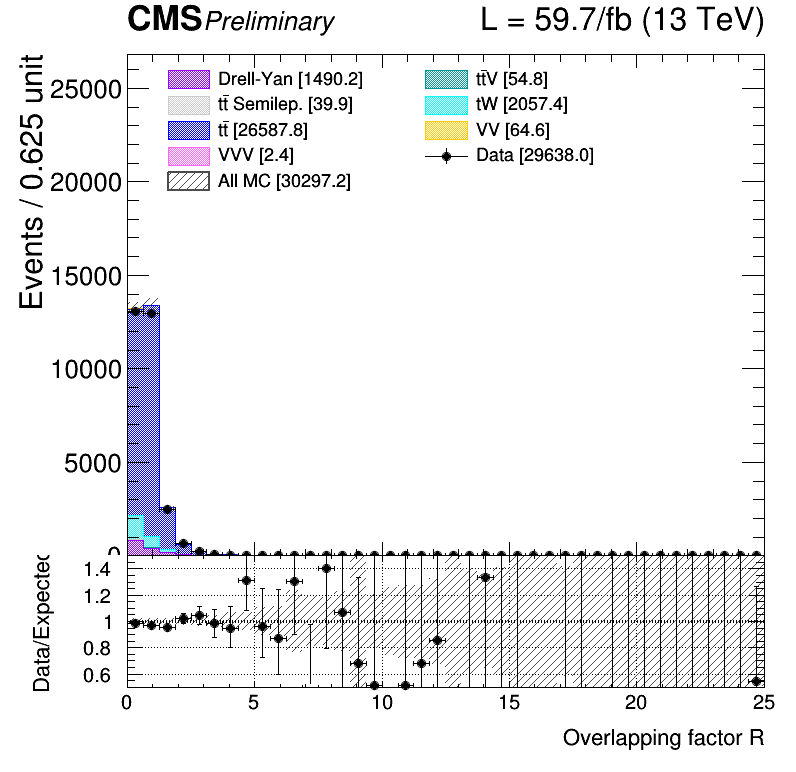 CMS Preliminary L = 59.7/fb (13 TeV)
Events / 0.625 unit
25000
20000
15000
10000
5000
0
Drell-Yan [1490.2]
tt̄ Semilep. [39.9]
tt̄ [26587.8]
VVV [2.4]
All MC [30297.2]
tt̄V [54.8]
tW [2057.4]
VV [64.6]
Data [29638.0]
Data/Expected
1.4
1.2
1
0.8
0.6
0 5 10 15 20 25
Overlapping factor R